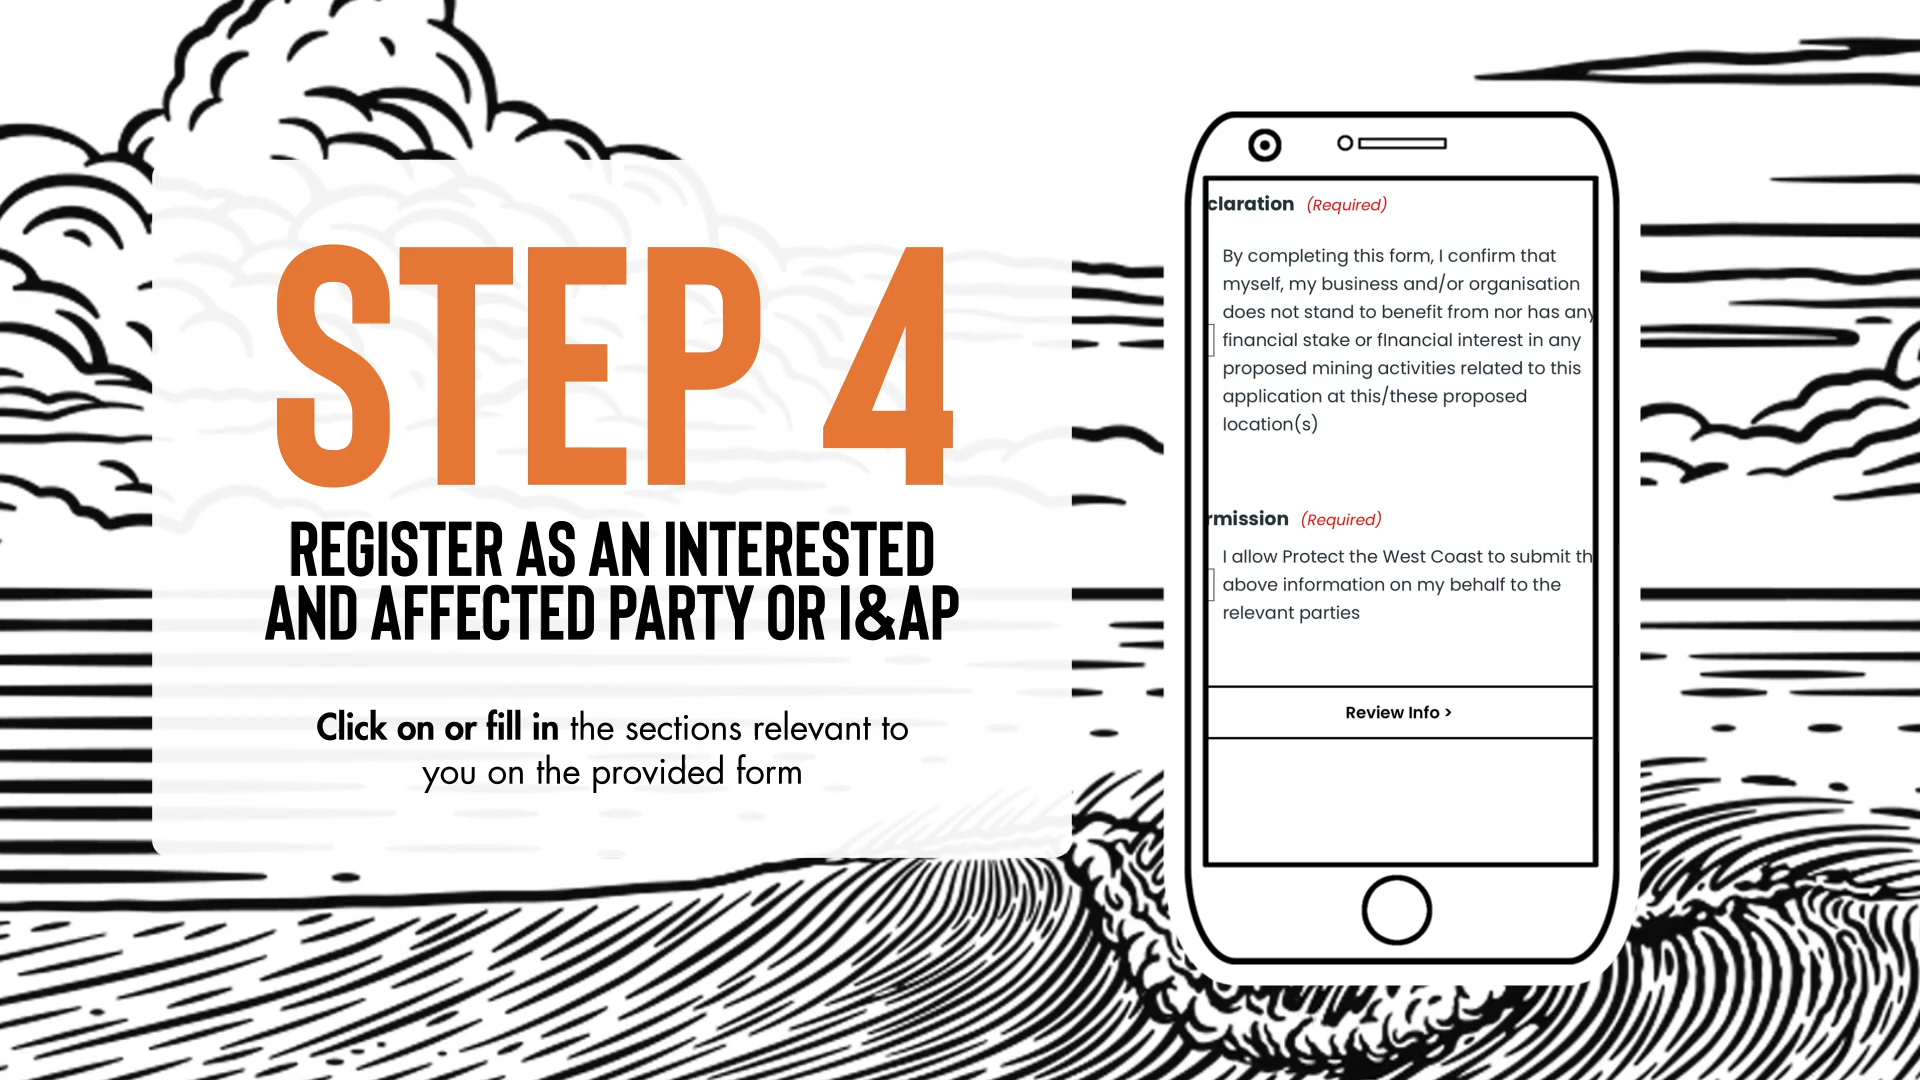 STEP 4
REGISTER AS AN INTERESTED
AND AFFECTED PARTY OR I&AP
Click on or fill in the sections relevant to
you on the provided form
claration (Required)
By completing this form, I confirm that
myself, my business and/or organisation
does not stand to benefit from nor has any
financial stake or fInancial interest in any
proposed mining activities related to this
application at this/these proposed
location(s)
rmission (Required)
I allow Protect the West Coast to submit th
above information on my behalf to the
relevant parties
Review Info >